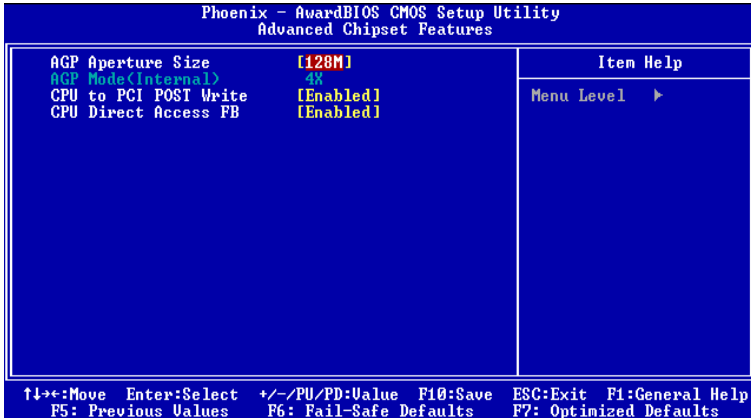 Phoenix - AwardBIOS CMOS Setup Utility
Advanced Chipset Features
AGP Aperture Size [128M]
AGP Mode(Internal) 4X
CPU to PCI POST Write [Enabled]
CPU Direct Access FB [Enabled]
Item Help
Menu Level ▶
↑↓→←:Move Enter:Select +/-/PU/PD:Value F10:Save ESC:Exit F1:General Help
F5: Previous Values F6: Fail-Safe Defaults F7: Optimized Defaults